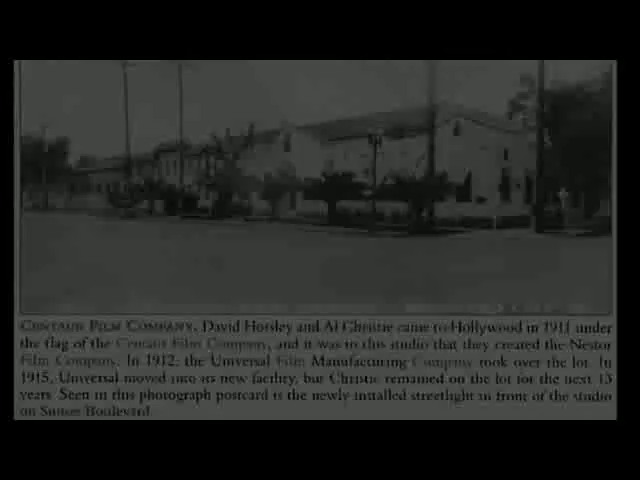 CENTAUR FILM COMPANY. David Horsley and Al Christie came to Hollywood in 1911 under
the flag of the Centaur Film Company, and it was to this studio that they created the Nestor
Film Company. In 1912, the Universal Film Manufacturing Company took over the lot. In
1915, Universal moved into its new facility, but Christie remained on the lot for the next 15
years. Seen in this photograph postcard is the newly installed streetlight in front of the studio
on Sunset Boulevard.